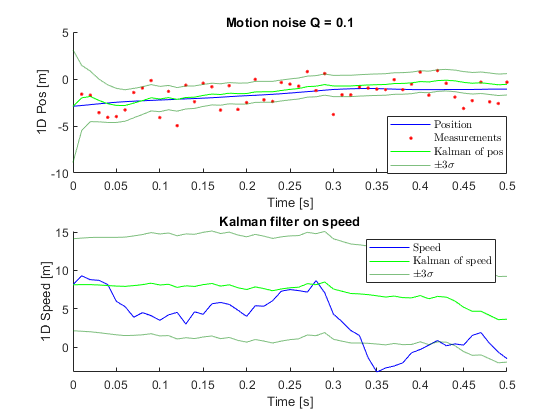 Motion noise Q = 0.1
5
0
-5
-10
1D Pos [m]
0 0.05 0.1 0.15 0.2 0.25 0.3 0.35 0.4 0.45 0.5
Time [s]
Position
Measurements
Kalman of pos
±3σ
Kalman filter on speed
15
10
5
0
1D Speed [m]
0 0.05 0.1 0.15 0.2 0.25 0.3 0.35 0.4 0.45 0.5
Time [s]
Speed
Kalman of speed
±3σ